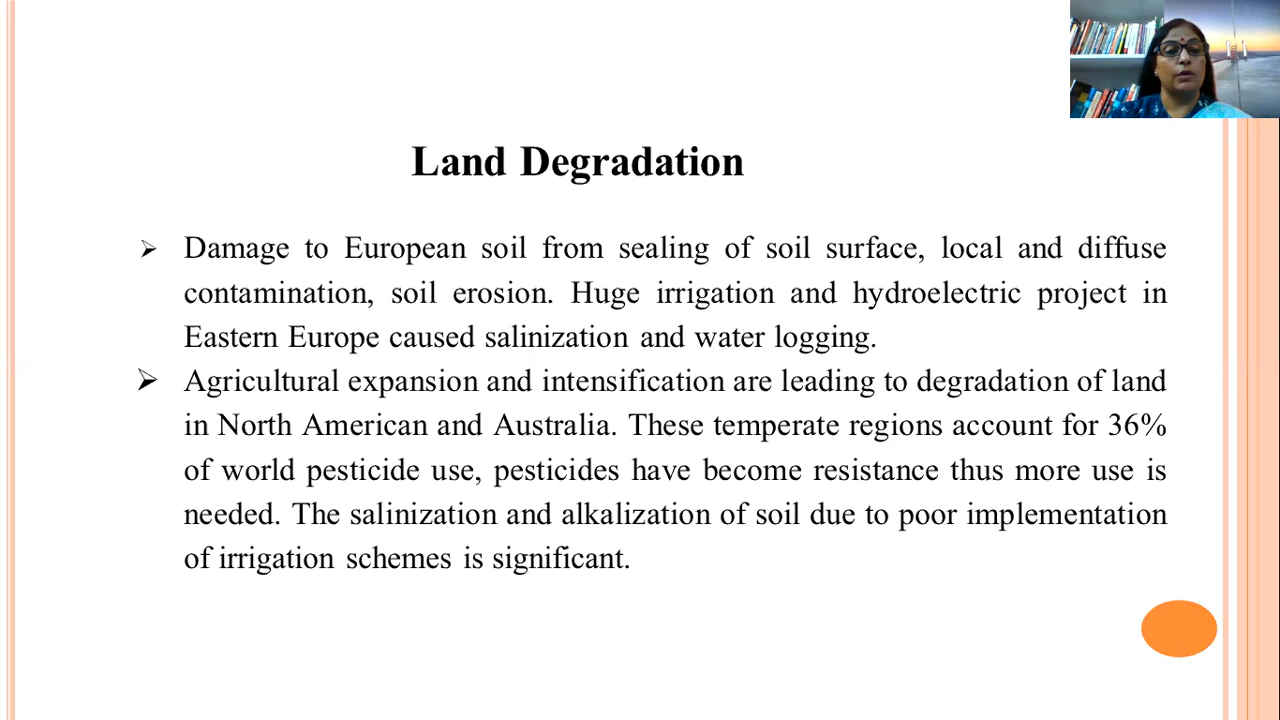 Land Degradation
➢ Damage to European soil from sealing of soil surface, local and diffuse
contamination, soil erosion. Huge irrigation and hydroelectric project in
Eastern Europe caused salinization and water logging.
➢ Agricultural expansion and intensification are leading to degradation of land
in North American and Australia. These temperate regions account for 36%
of world pesticide use, pesticides have become resistance thus more use is
needed. The salinization and alkalization of soil due to poor implementation
of irrigation schemes is significant.